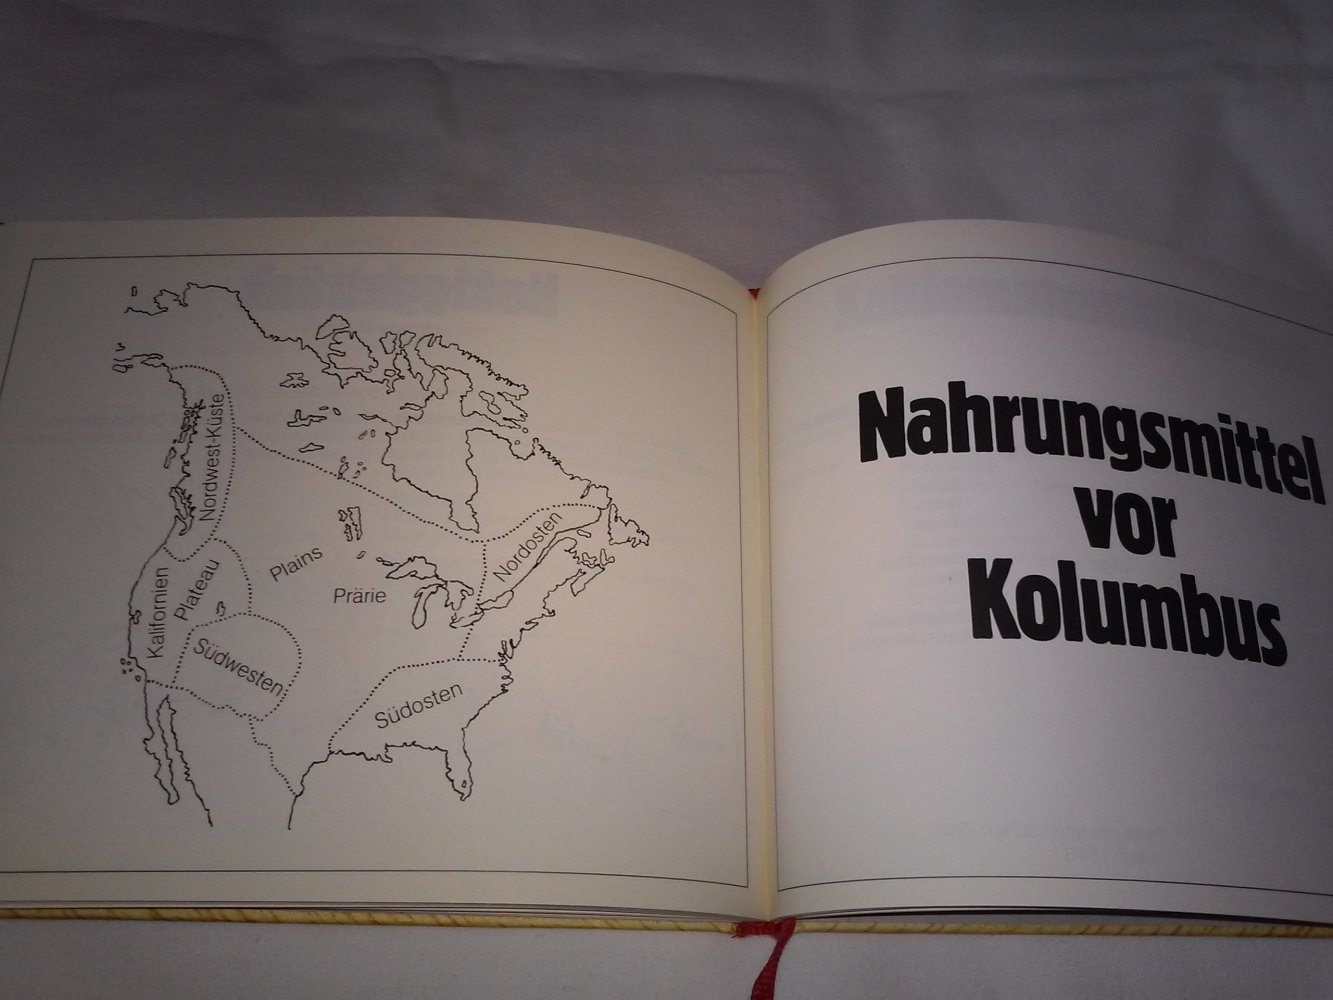 Nordwest-Küste
Plains
Prärie
Nordosten
Kalifornien
Plateau
Südwesten
Südosten
Nahrungsmittel
vor
Kolumbus